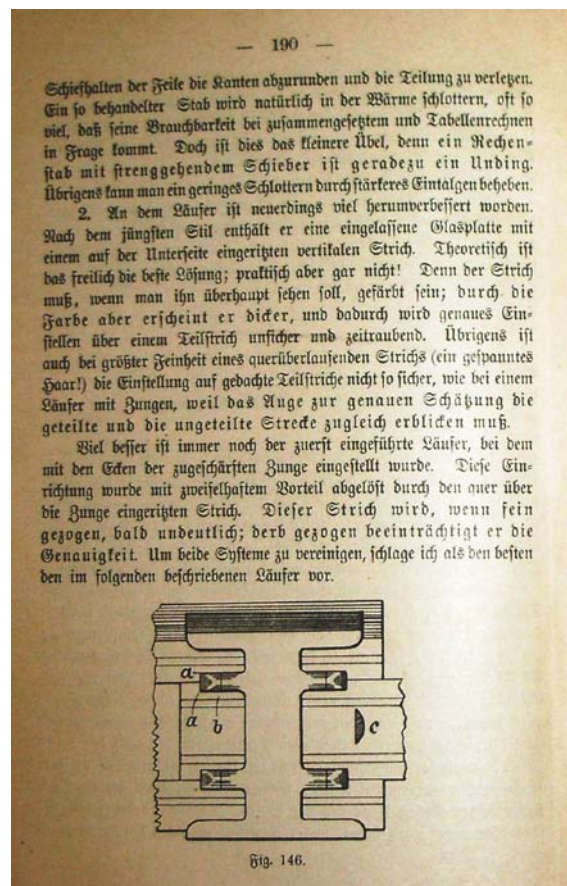 — 190 —
Schiefhalten der Feile die Kanten abzurunden und die Teilung zu verletzen.
Ein so behandelter Stab wird natürlich in der Wärme schlottern, oft so
viel, daß seine Brauchbarkeit bei zusammengesetztem und Tabellenrechnen
in Frage kommt. Doch ist dies das kleinere Übel, denn ein Rechen-
stab mit strenggehendem Schieber ist geradezu ein Unding.
Übrigens kann man ein geringes Schlottern durch stärkeres Eintalgen beheben.
2. An dem Läufer ist neuerdings viel herumverbessert worden.
Nach dem jüngsten Stil enthält er eine eingelassene Glasplatte mit
einem auf der Unterseite eingeritzten vertikalen Strich. Theoretisch ist
das freilich die beste Lösung; praktisch aber gar nicht! Denn der Strich
muß, wenn man ihn überhaupt sehen soll, gefärbt sein; durch die
Farbe aber erscheint er dicker, und dadurch wird genaues Ein-
stellen über einem Teilstrich unsicher und zeitraubend. Übrigens ist
auch bei größter Feinheit eines querüberlaufenden Strichs (ein gespanntes
Haar!) die Einstellung auf gedachte Teilstriche nicht so sicher, wie bei einem
Läufer mit Zungen, weil das Auge zur genauen Schätzung die
geteilte und die ungeteilte Strecke zugleich erblicken muß.
Viel besser ist immer noch der zuerst eingeführte Läufer, bei dem
mit den Ecken der zugeschärften Zunge eingestellt wurde. Diese Ein-
richtung wurde mit zweifelhaftem Vorteil abgelöst durch den quer über
die Zunge eingeritzten Strich. Dieser Strich wird, wenn fein
gezogen, bald undeutlich; derb gezogen beeinträchtigt er die
Genauigkeit. Um beide Systeme zu vereinigen, schlage ich als den besten
den im folgenden beschriebenen Läufer vor.
a
a b c
Fig. 146.